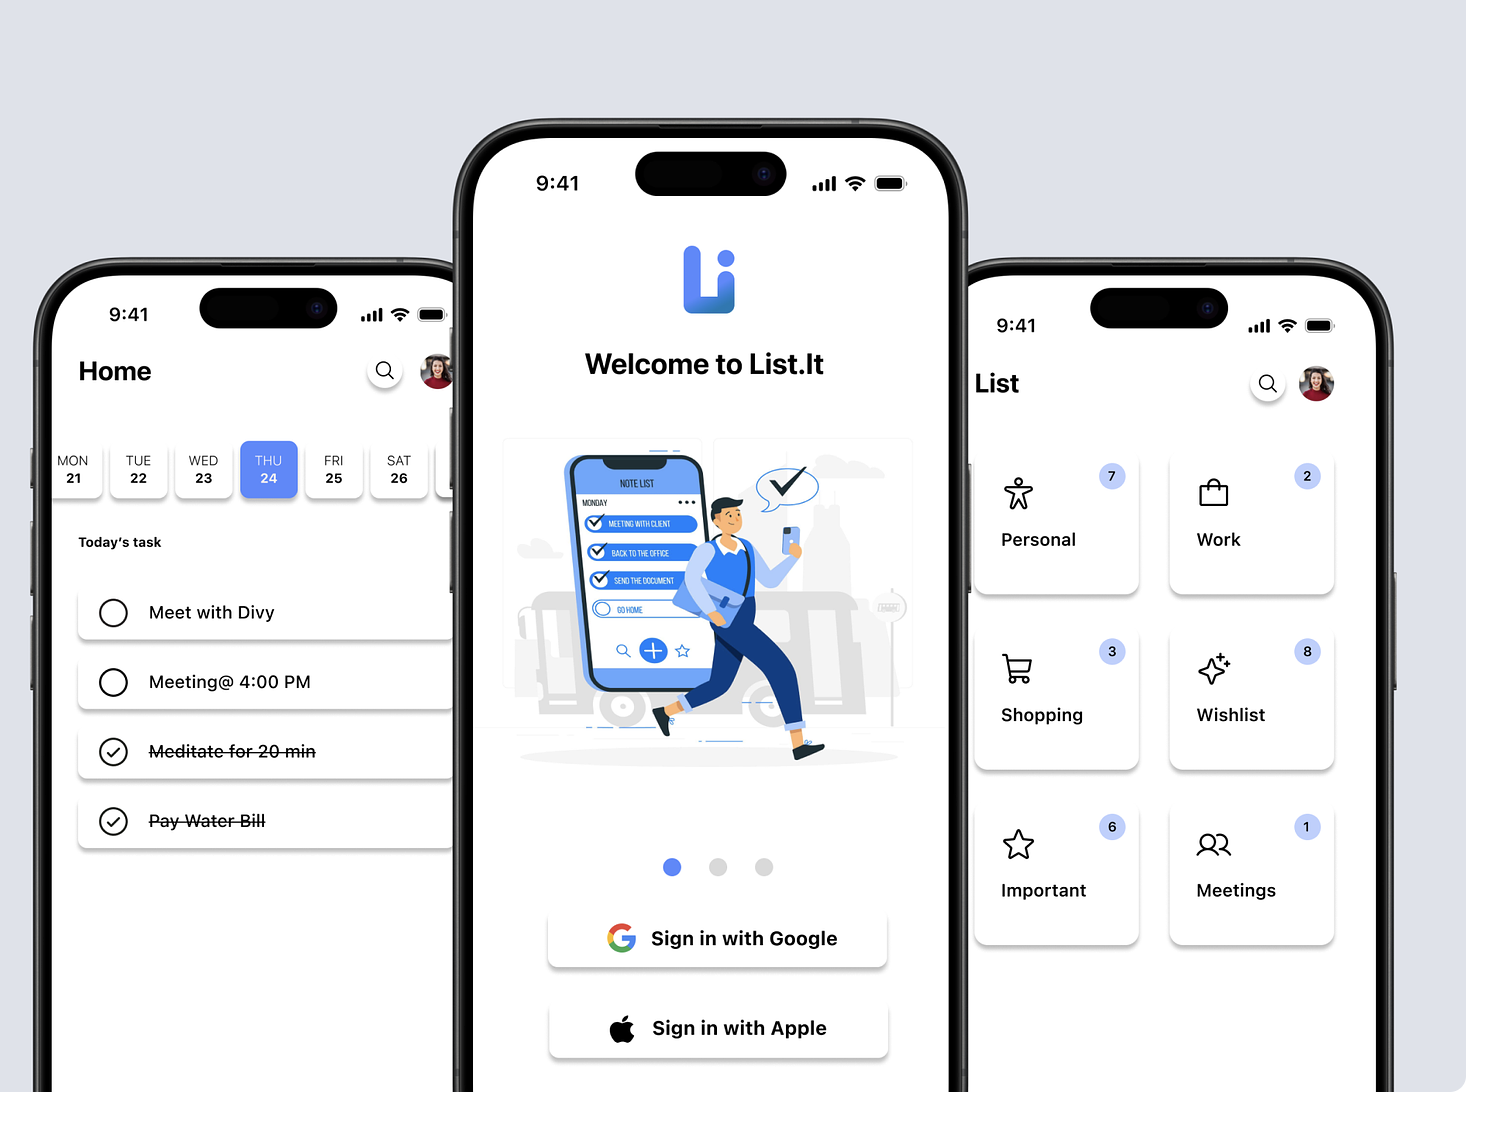 9:41
Home
MON
21
TUE
22
WED
23
THU
24
FRI
25
SAT
26
Today's task
Meet with Divy
Meeting@ 4:00 PM
Meditate for 20 min
Pay Water Bill
9:41
Li
Welcome to List.It
NOTE LIST
MONDAY
MEETING WITH CLIENT
BACK TO THE OFFICE
SEND THE DOCUMENT
GO HOME
Sign in with Google
Sign in with Apple
9:41
List
7
Personal
2
Work
3
Shopping
8
Wishlist
6
Important
1
Meetings